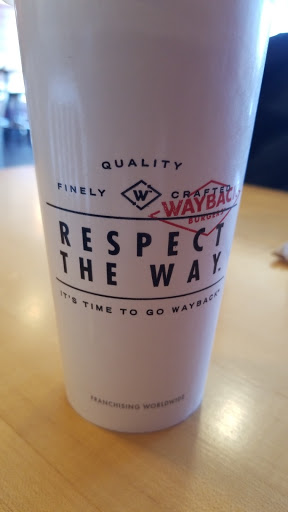 QUALITY
FINELY W CRAFTED
WAYBACK
BURGERS
RESPECT
THE WAY.
IT'S TIME TO GO WAYBACK
FRANCHISING WORLDWIDE